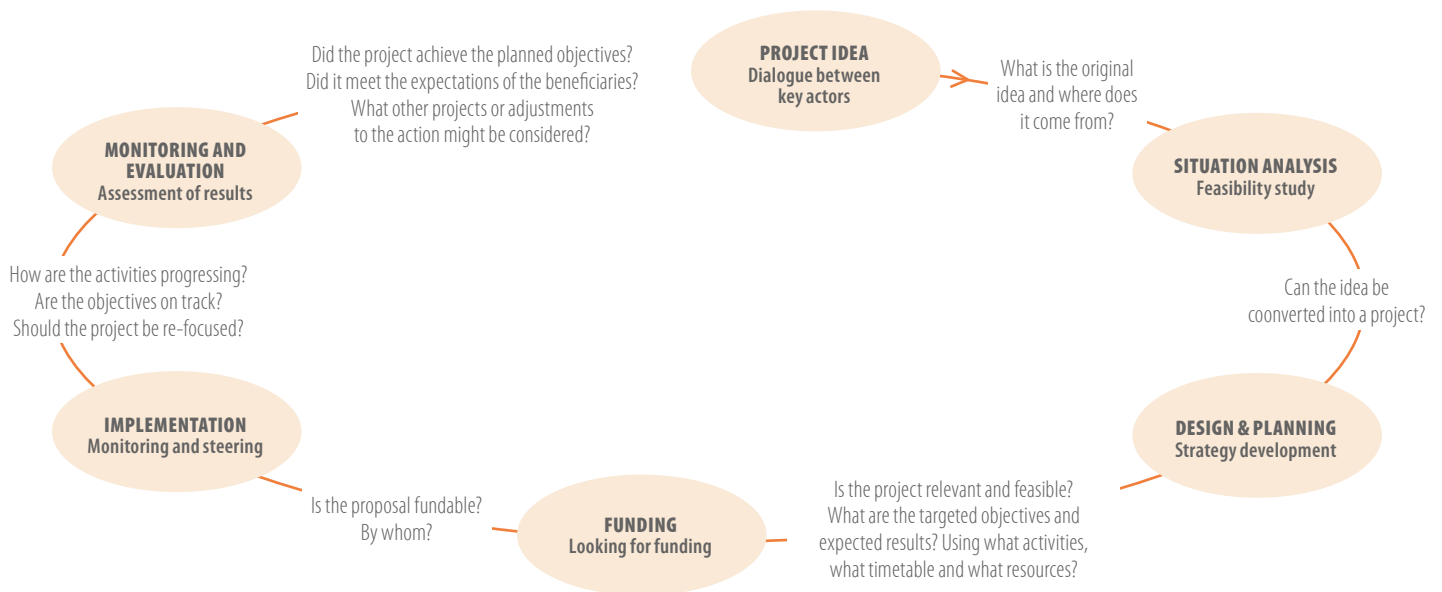 PROJECT IDEA
Dialogue between
key actors
What is the original
idea and where does
it come from?
SITUATION ANALYSIS
Feasibility study
Can the idea be
coonverted into a project?
DESIGN & PLANNING
Strategy development
Is the project relevant and feasible?
What are the targeted objectives and
expected results? Using what activities,
what timetable and what resources?
FUNDING
Looking for funding
Is the proposal fundable?
By whom?
IMPLEMENTATION
Monitoring and steering
How are the activities progressing?
Are the objectives on track?
Should the project be re-focused?
MONITORING AND
EVALUATION
Assessment of results
Did the project achieve the planned objectives?
Did it meet the expectations of the beneficiaries?
What other projects or adjustments
to the action might be considered?